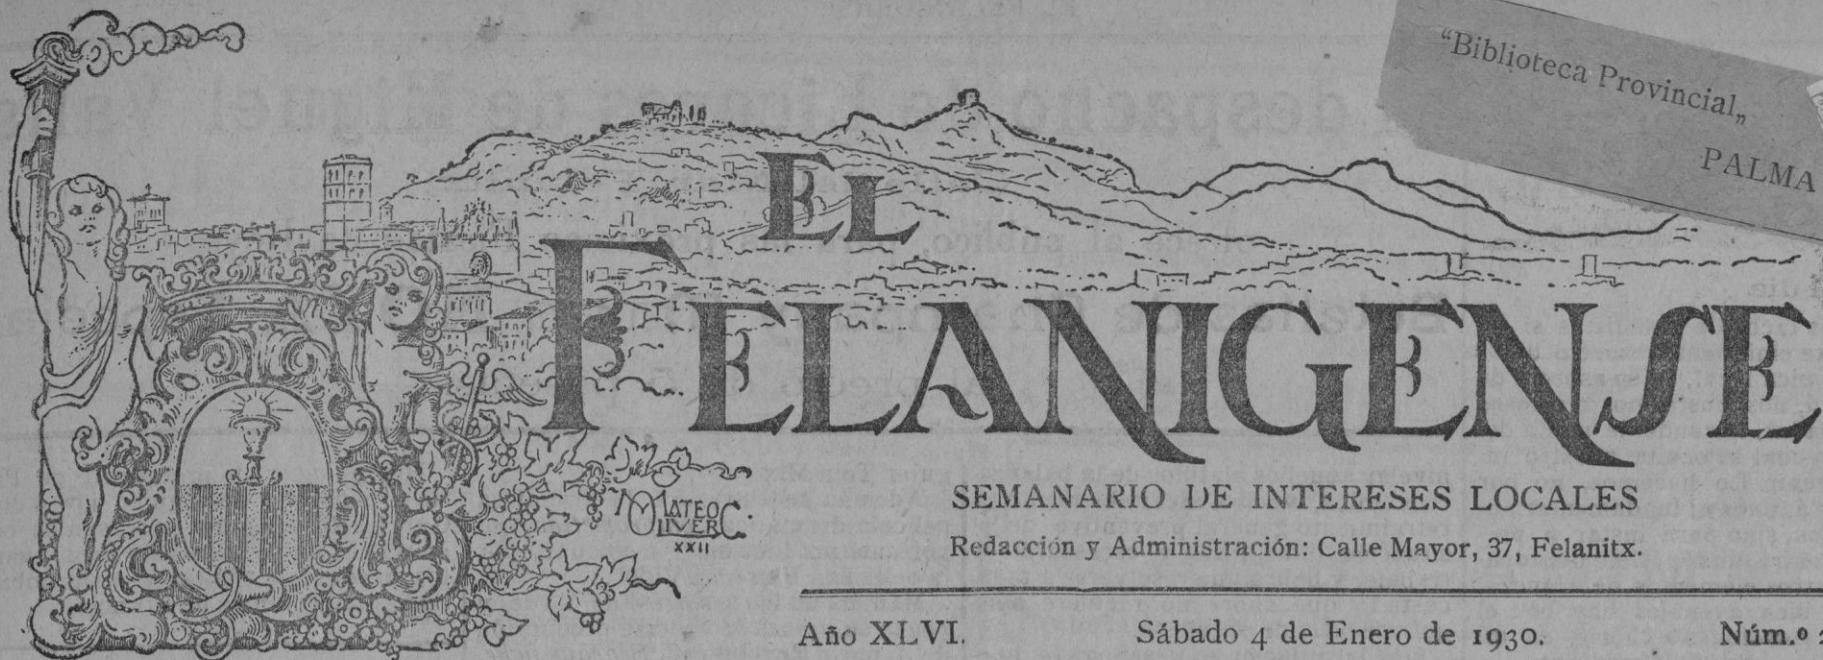 "Biblioteca Provincial„
PALMA
EL
FELANIGENSE
MATEO
LLIVER C.
XXII
SEMANARIO DE INTERESES LOCALES
Redacción y Administración: Calle Mayor, 37, Felanitx.
Año XLVI. Sábado 4 de Enero de 1930. Núm.º